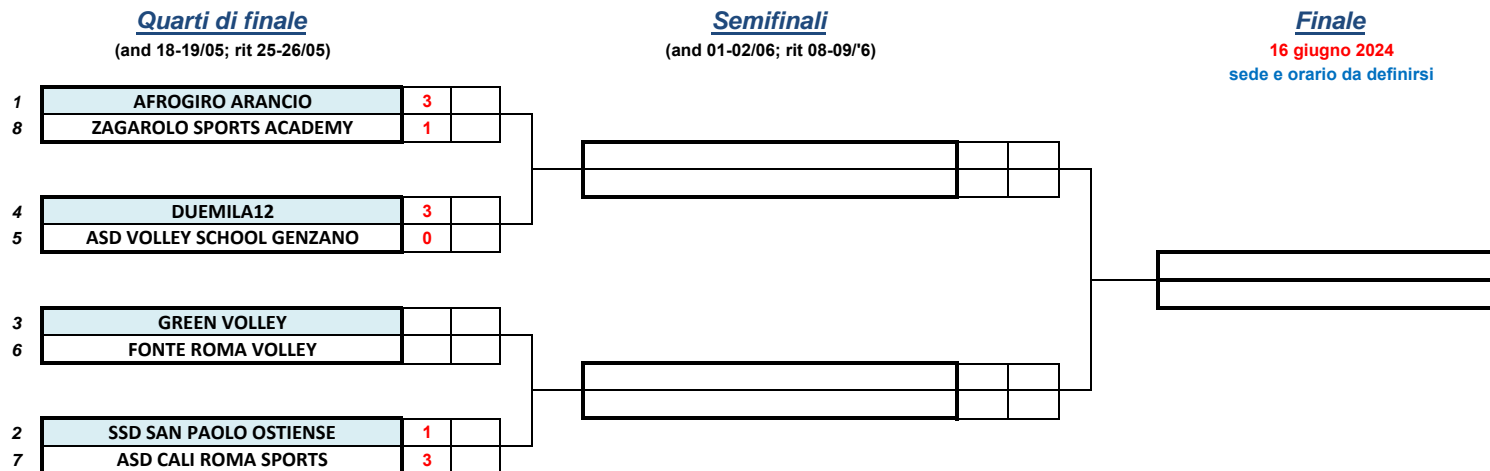 Quarti di finale
(and 18-19/05; rit 25-26/05)
Semifinali
(and 01-02/06; rit 08-09/'6)
Finale
16 giugno 2024
sede e orario da definirsi
1 AFROGIRO ARANCIO 3
8 ZAGAROLO SPORTS ACADEMY 1
4 DUEMILA12 3
5 ASD VOLLEY SCHOOL GENZANO 0
3 GREEN VOLLEY
6 FONTE ROMA VOLLEY
2 SSD SAN PAOLO OSTIENSE 1
7 ASD CALI ROMA SPORTS 3